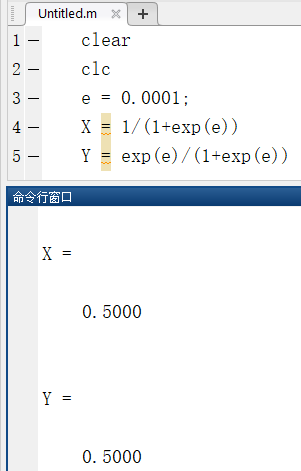 Untitled.m × +
1 — clear
2 — clc
3 — e = 0.0001;
4 — X = 1/(1+exp(e))
5 — Y = exp(e)/(1+exp(e))
命令行窗口
X =
0.5000
Y =
0.5000